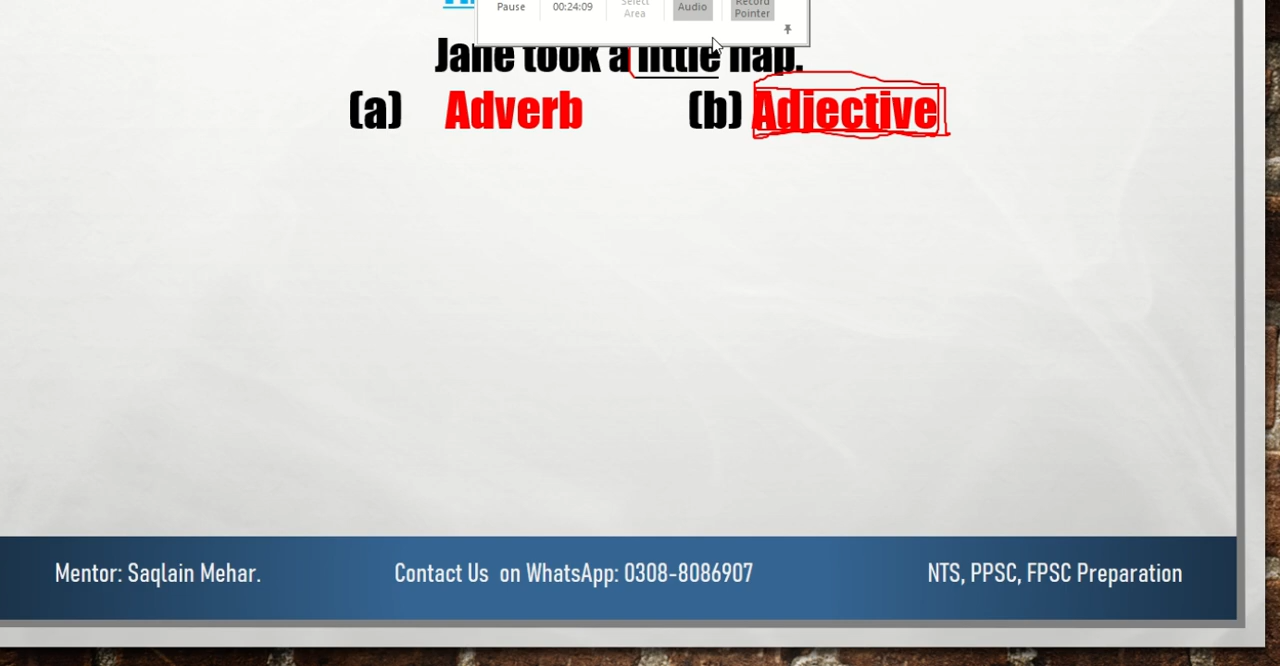 Pause 00:24:09 Select Area Audio Record Pointer
Jane took a little nap.
(a) Adverb (b) Adjective
Mentor: Saqlain Mehar. Contact Us on WhatsApp: 0308-8086907 NTS, PPSC, FPSC Preparation